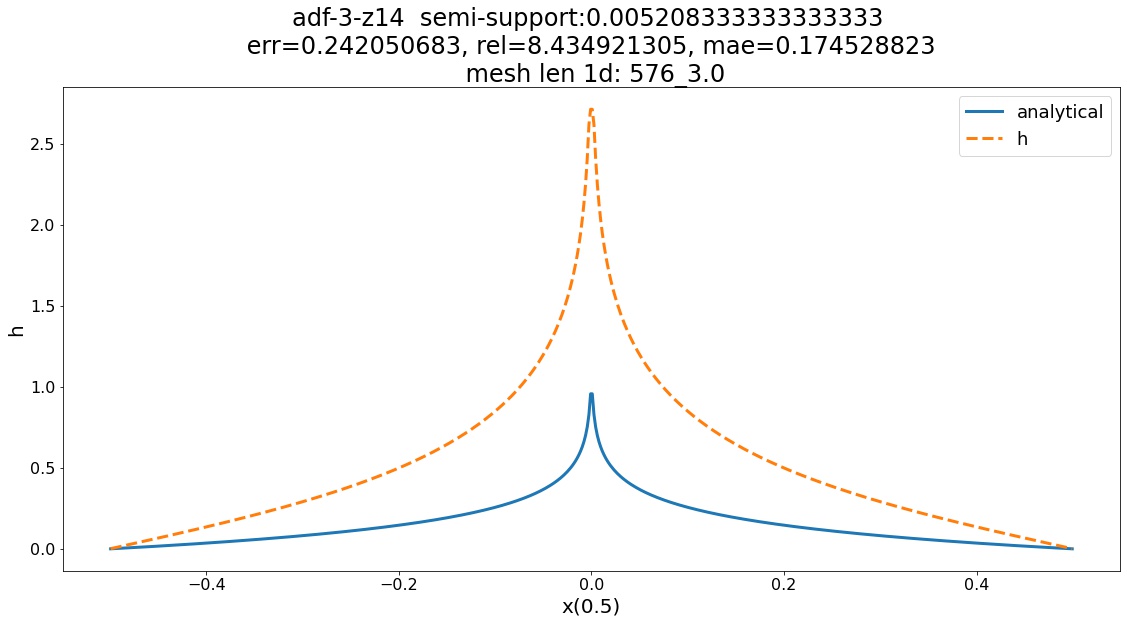 adf-3-z14 semi-support:0.005208333333333333
err=0.242050683, rel=8.434921305, mae=0.174528823
mesh len 1d: 576_3.0
analytical
h
h
2.5
2.0
1.5
1.0
0.5
0.0
−0.4
−0.2
0.0
0.2
0.4
x(0.5)